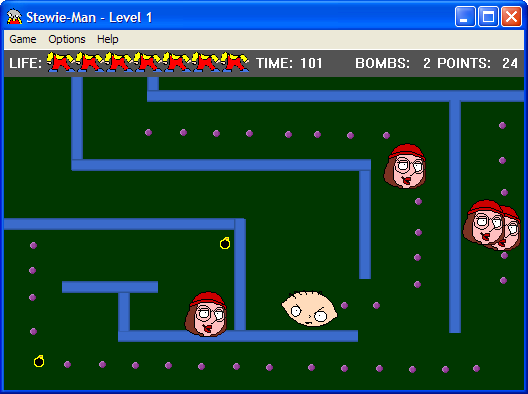 Stewie-Man - Level 1
Game Options Help
LIFE: TIME: 101 BOMBS: 2 POINTS: 24